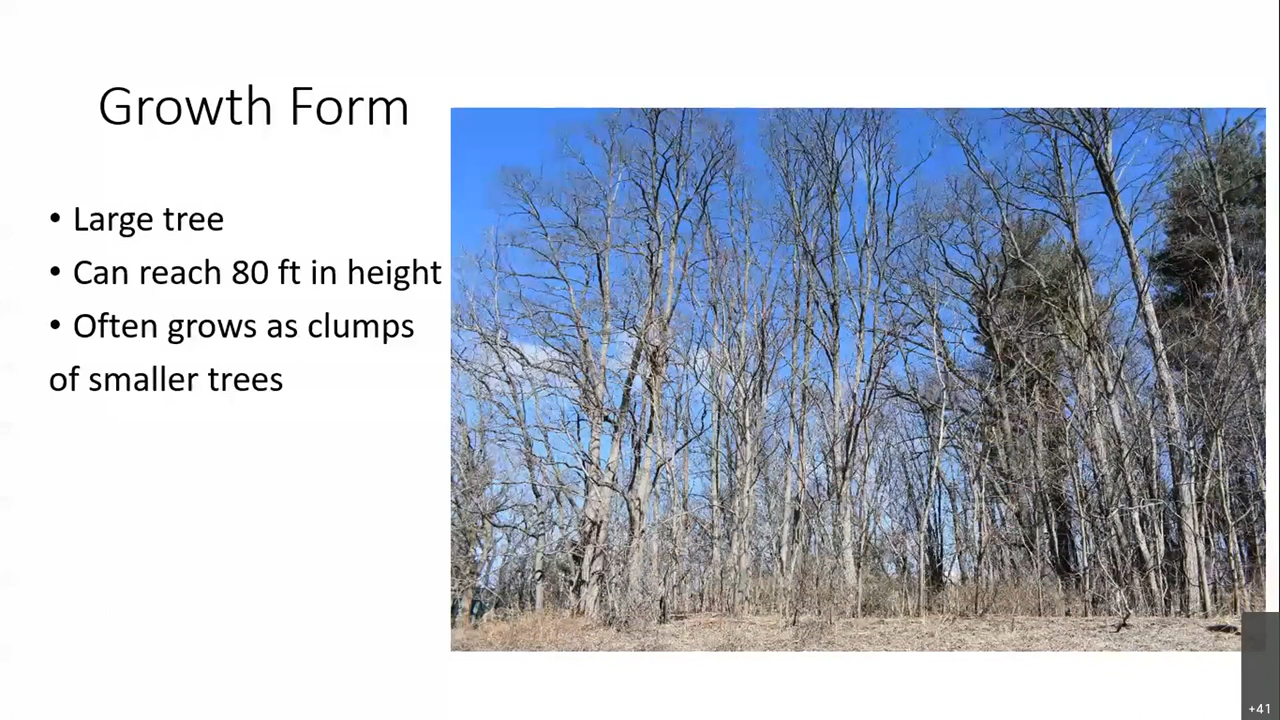 Growth Form
• Large tree
• Can reach 80 ft in height
• Often grows as clumps
of smaller trees
+41